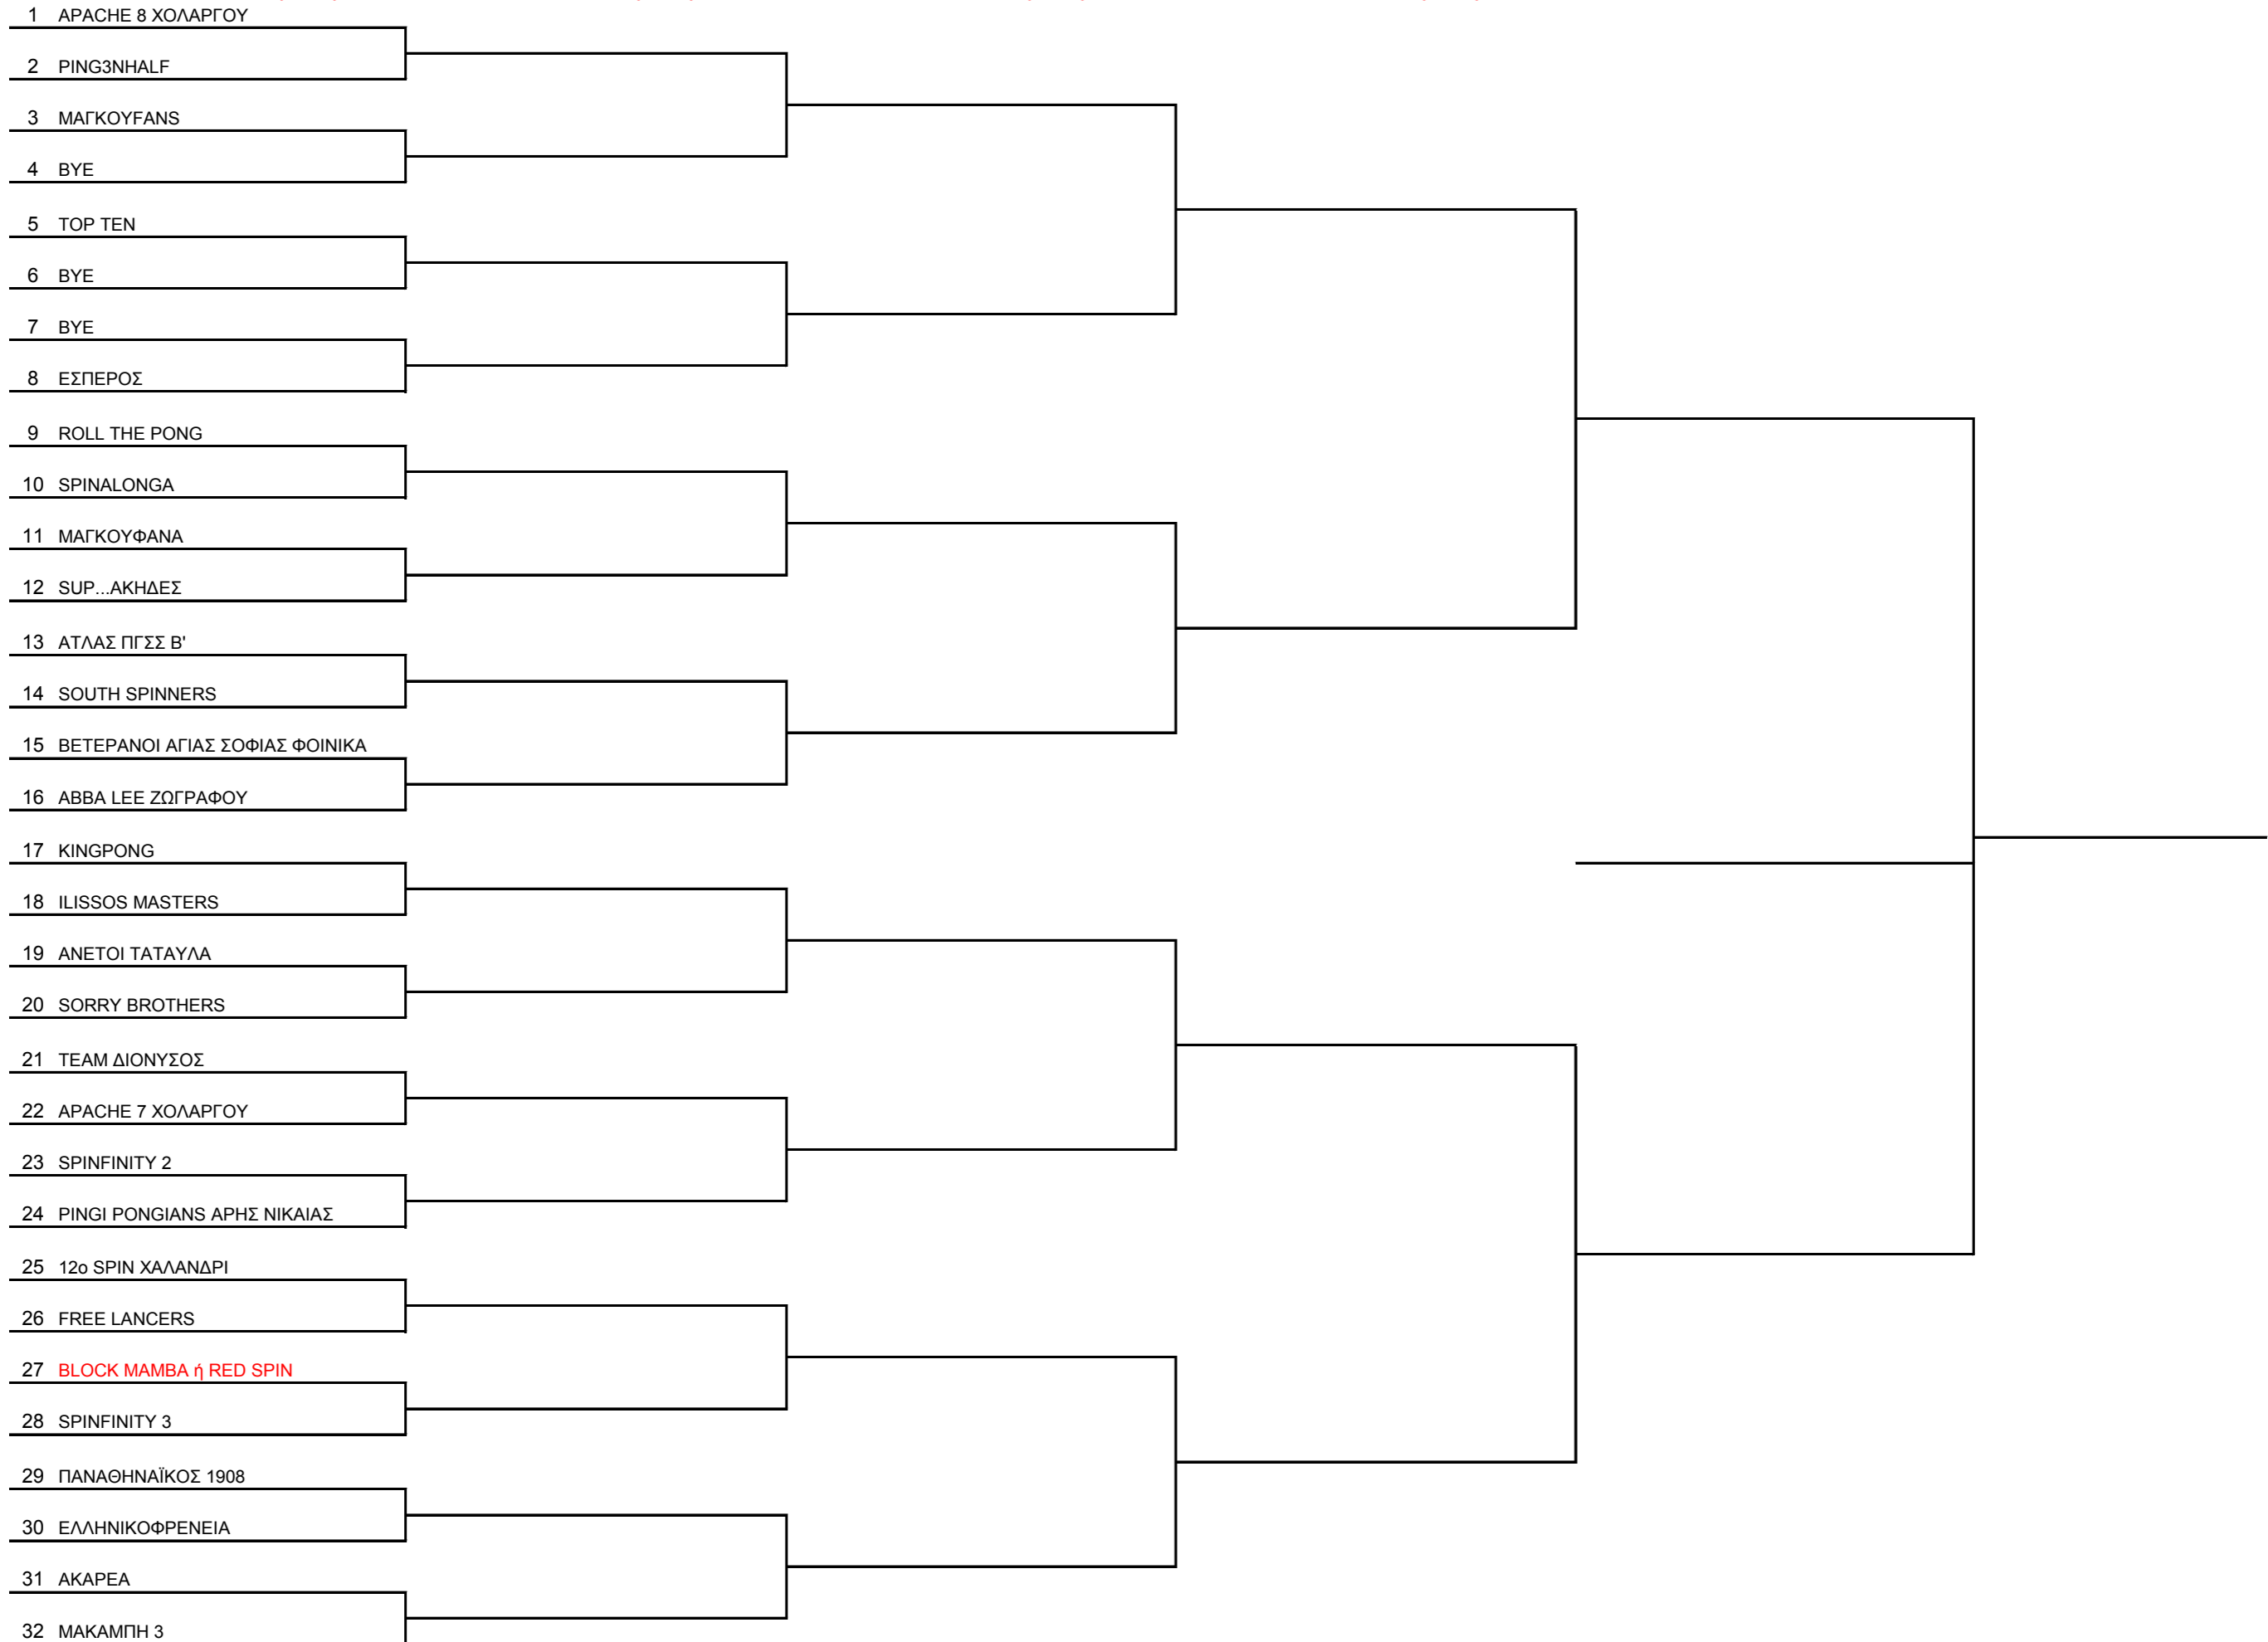 1 APACHE 8 ΧΟΛΑΡΓΟΥ
2 PING3NHALF
3 ΜΑΓΚΟΥFANS
4 BYE
5 TOP TEN
6 BYE
7 BYE
8 ΕΣΠΕΡΟΣ
9 ROLL THE PONG
10 SPINALONGA
11 ΜΑΓΚΟΥΦΑΝΑ
12 SUP...ΑΚΗΔΕΣ
13 ΑΤΛΑΣ ΠΓΣΣ Β'
14 SOUTH SPINNERS
15 ΒΕΤΕΡΑΝΟΙ ΑΓΙΑΣ ΣΟΦΙΑΣ ΦΟΙΝΙΚΑ
16 ABBA LEE ΖΩΓΡΑΦΟΥ
17 KINGPONG
18 ILISSOS MASTERS
19 ΑΝΕΤΟΙ ΤΑΤΑΥΛΑ
20 SORRY BROTHERS
21 TEAM ΔΙΟΝΥΣΟΣ
22 APACHE 7 ΧΟΛΑΡΓΟΥ
23 SPINFINITY 2
24 PINGI PONGIANS ΑΡΗΣ ΝΙΚΑΙΑΣ
25 12ο SPIN ΧΑΛΑΝΔΡΙ
26 FREE LANCERS
27 BLOCK MAMBA ή RED SPIN
28 SPINFINITY 3
29 ΠΑΝΑΘΗΝΑΪΚΟΣ 1908
30 ΕΛΛΗΝΙΚΟΦΡΕΝΕΙΑ
31 ΑΚΑΡΕΑ
32 ΜΑΚΑΜΠΗ 3